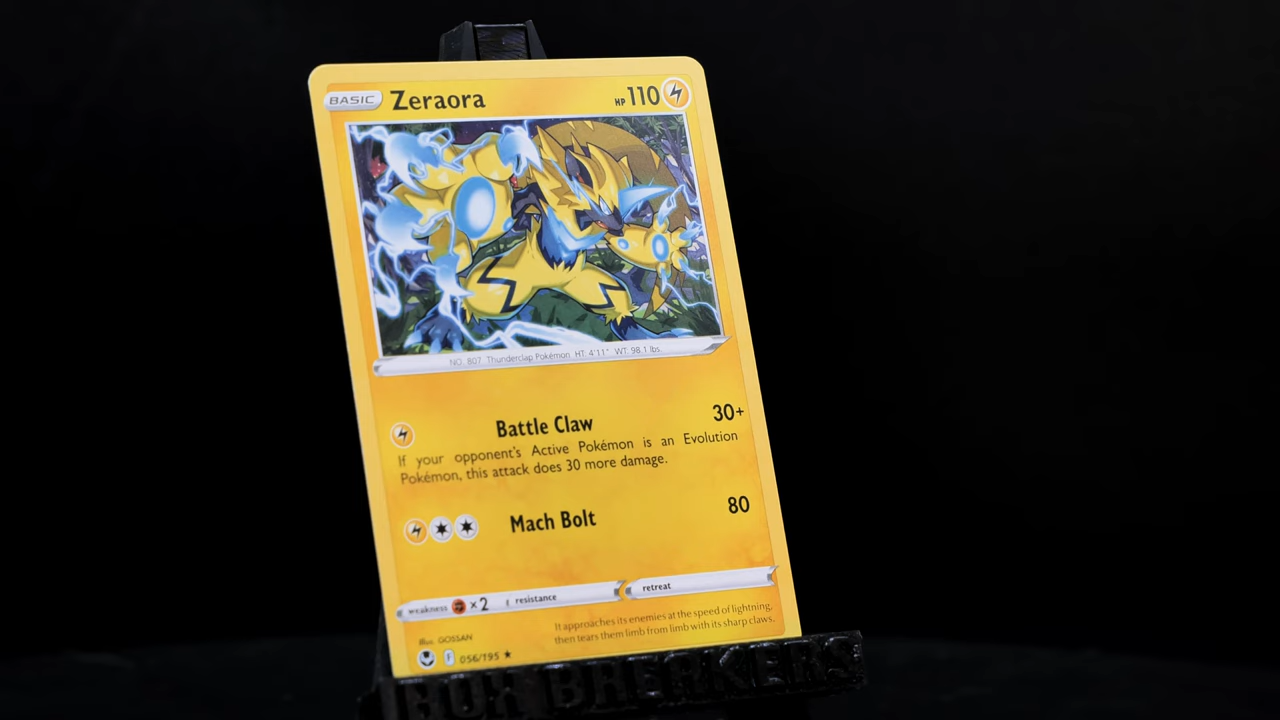 BASIC Zeraora HP 110
NO. 807 Thunderclap Pokémon HT: 4'11" WT: 98.1 lbs.
Battle Claw 30+
If your opponent's Active Pokémon is an Evolution
Pokémon, this attack does 30 more damage.
Mach Bolt 80
weakness ×2 resistance retreat
It approaches its enemies at the speed of lightning,
then tears them limb from limb with its sharp claws.
Illus. GOSSAN
F 056/195 ★
BREAKERS